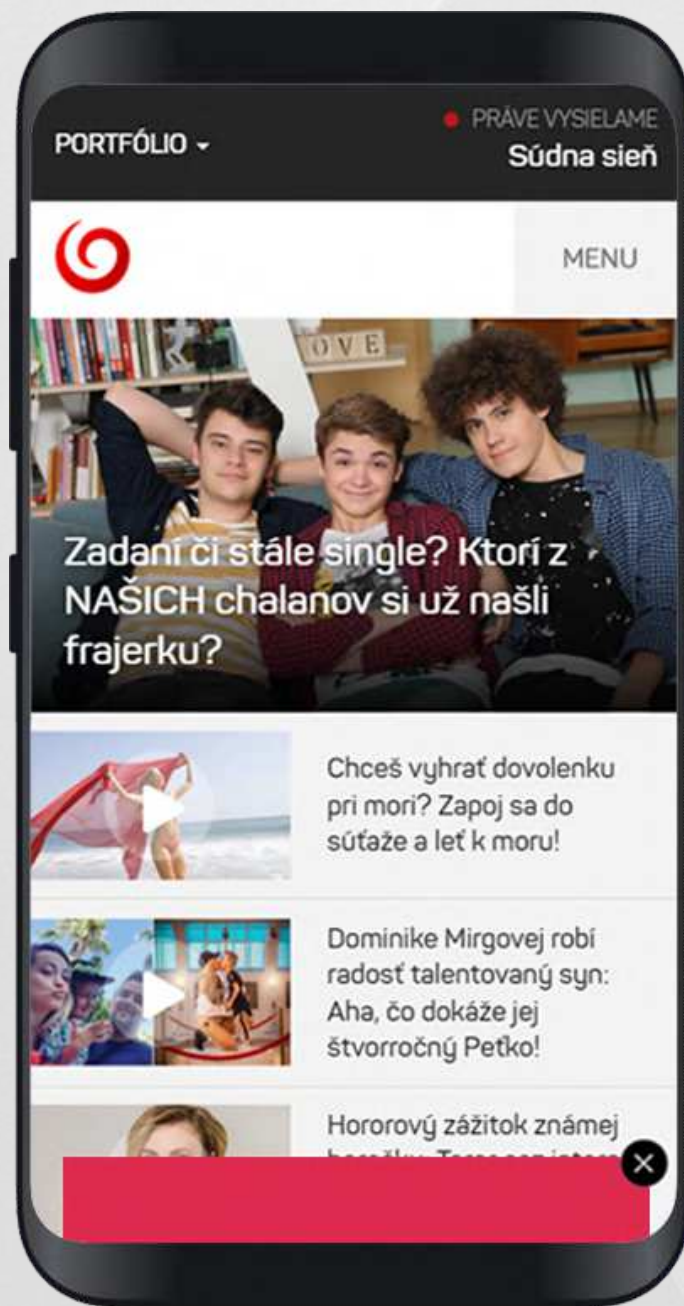 PORTFÓLIO
PRÁVE VYSIELAME
Súdna sieň
MENU
OVE
Zadaní či stále single? Ktorí z
NAŠICH chalanov si už našli
frajerku?
Chceš vyhrať dovolenku
pri mori? Zapoj sa do
súťaže a leť k moru!
Dominike Mirgovej robí
radosť talentovaný syn:
Aha, čo dokáže jej
štvorročný Peťko!
Hororový zážitok známej